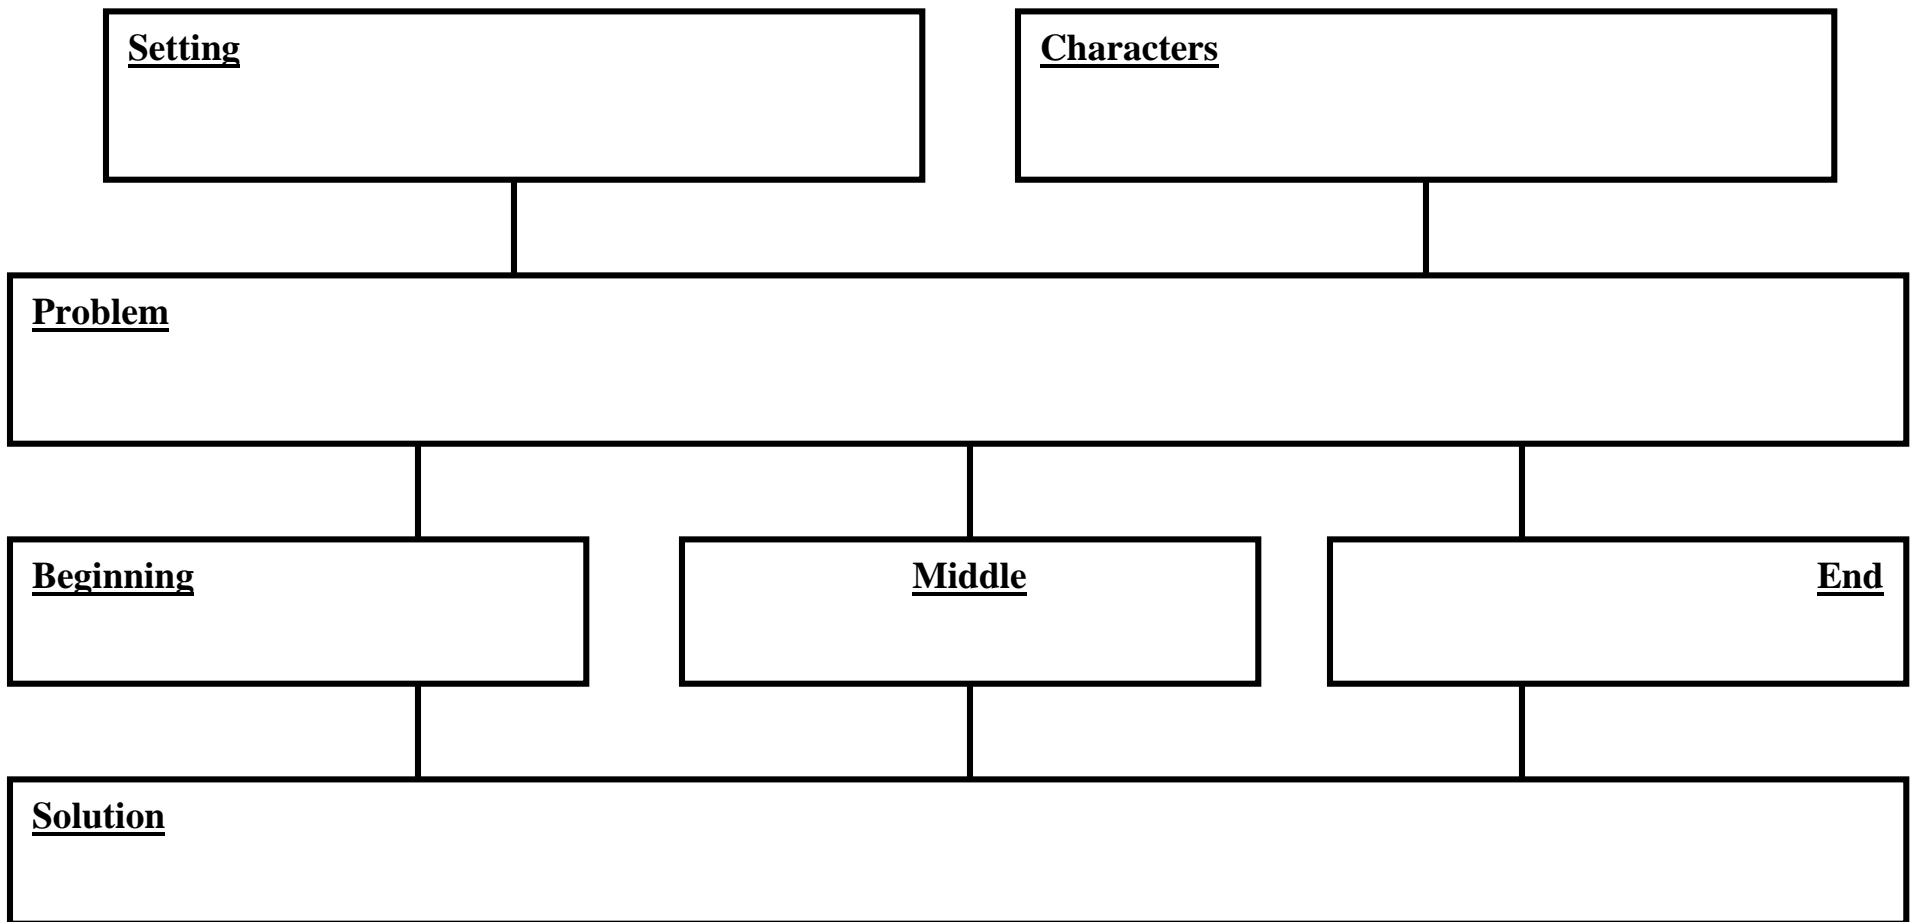 Setting
Characters
Problem
Beginning
Middle
End
Solution